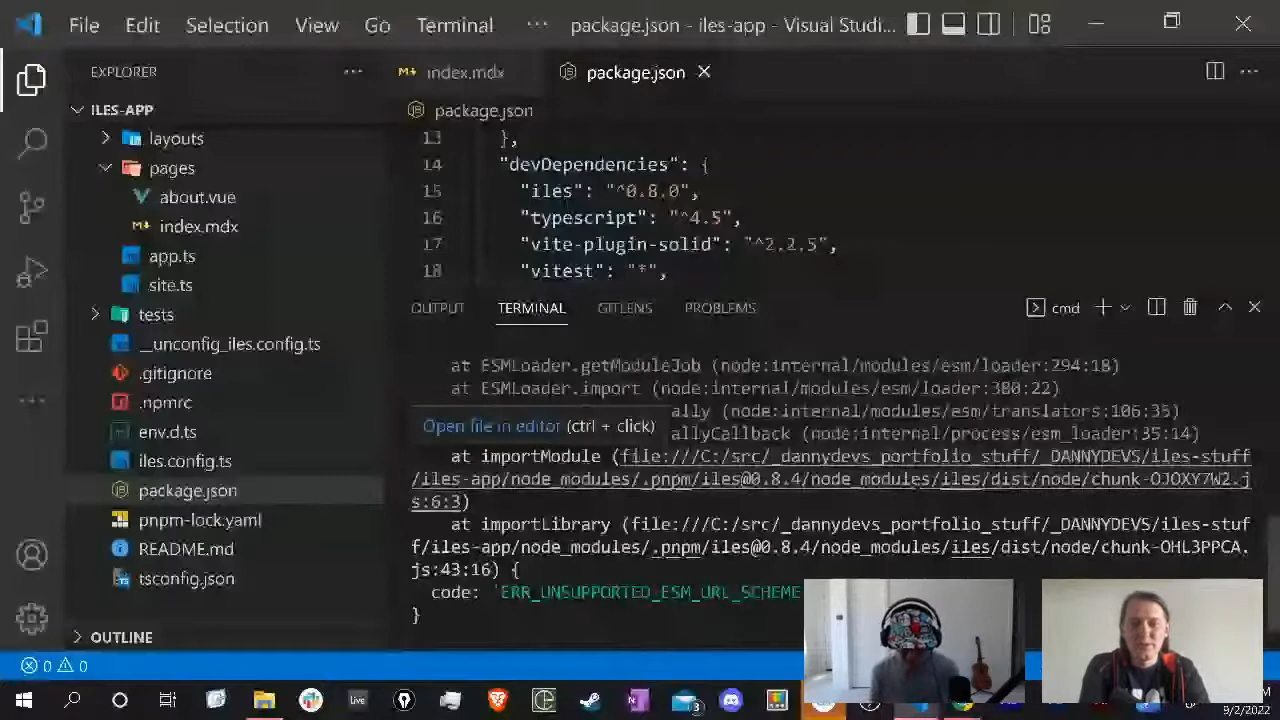 File Edit Selection View Go Terminal ··· package.json - iles-app - Visual Studi...
EXPLORER ···
index.mdx
package.json
ILES-APP
package.json
layouts
pages
about.vue
index.mdx
app.ts
site.ts
tests
__unconfig_iles.config.ts
.gitignore
.npmrc
env.d.ts
iles.config.ts
package.json
pnpm-lock.yaml
README.md
tsconfig.json
OUTLINE
13 },
14 "devDependencies": {
15 "iles": "^0.8.0",
16 "typescript": "^4.5",
17 "vite-plugin-solid": "^2.2.5",
18 "vitest": "*",
OUTPUT TERMINAL GITLENS PROBLEMS cmd
at ESMLoader.getModuleJob (node:internal/modules/esm/loader:294:18)
at ESMLoader.import (node:internal/modules/esm/loader:380:22)
ally (node:internal/modules/esm/translators:106:35)
Open file in editor (ctrl + click)
allyCallback (node:internal/process/esm_loader:35:14)
at importModule (file:///C:/src/_dannydevs_portfolio_stuff/_DANNYDEVS/iles-stuff
/iles-app/node_modules/.pnpm/iles@0.8.4/node_modules/iles/dist/node/chunk-OJOXY7W2.j
s:6:3)
at importLibrary (file:///C:/src/_dannydevs_portfolio_stuff/_DANNYDEVS/iles-stuf
f/iles-app/node_modules/.pnpm/iles@0.8.4/node_modules/iles/dist/node/chunk-OHL3PPCA.
js:43:16) {
code: 'ERR_UNSUPPORTED_ESM_URL_SCHEME
}
0 0
Live
3
9/2/2022